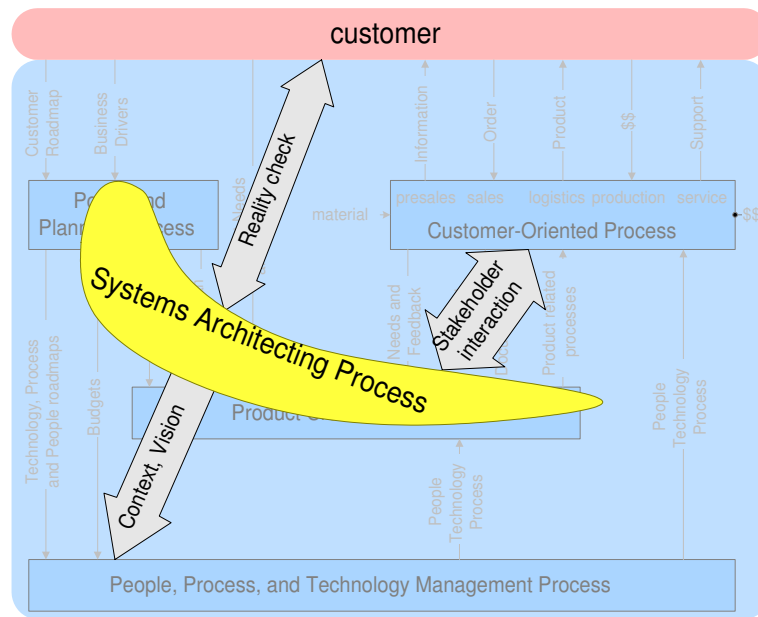 customer
Customer
Roadmap
Business
Drivers
Needs
Reality check
Information
Order
Product
$$
Support
material
presales sales logistics production service
Customer-Oriented Process
$$
Systems Architecting Process
Stakeholder
interaction
Needs and
Feedback
Product related
processes
Technology, Process
and People roadmaps
Budgets
Context, Vision
People
Technology
Process
People
Technology
Process
People, Process, and Technology Management Process